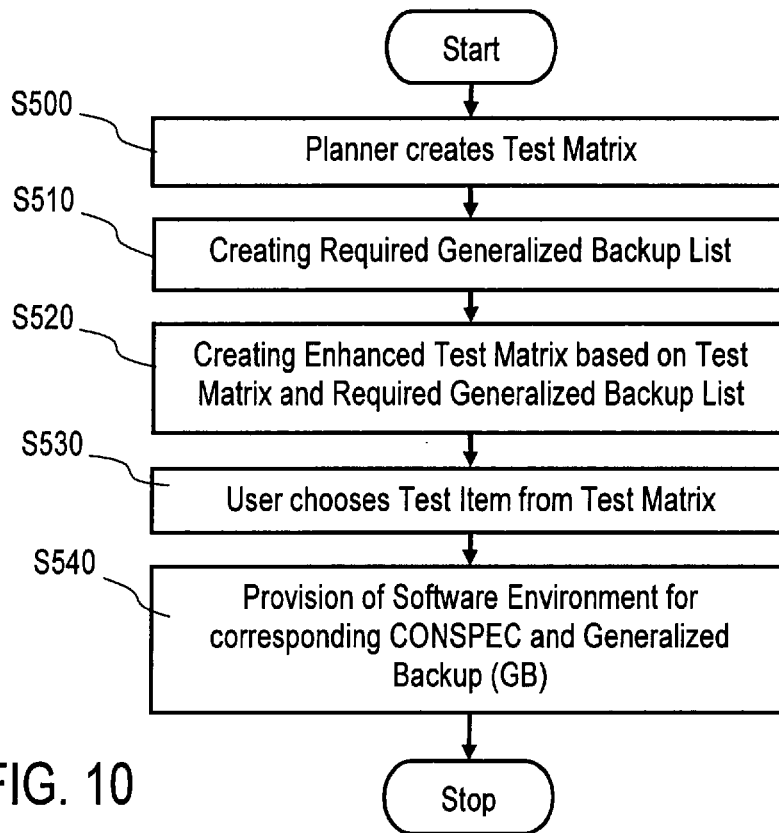 Start
S500
Planner creates Test Matrix
S510
Creating Required Generalized Backup List
S520
Creating Enhanced Test Matrix based on Test
Matrix and Required Generalized Backup List
S530
User chooses Test Item from Test Matrix
S540
Provision of Software Environment for
corresponding CONSPEC and Generalized
Backup (GB)
Stop
FIG. 10